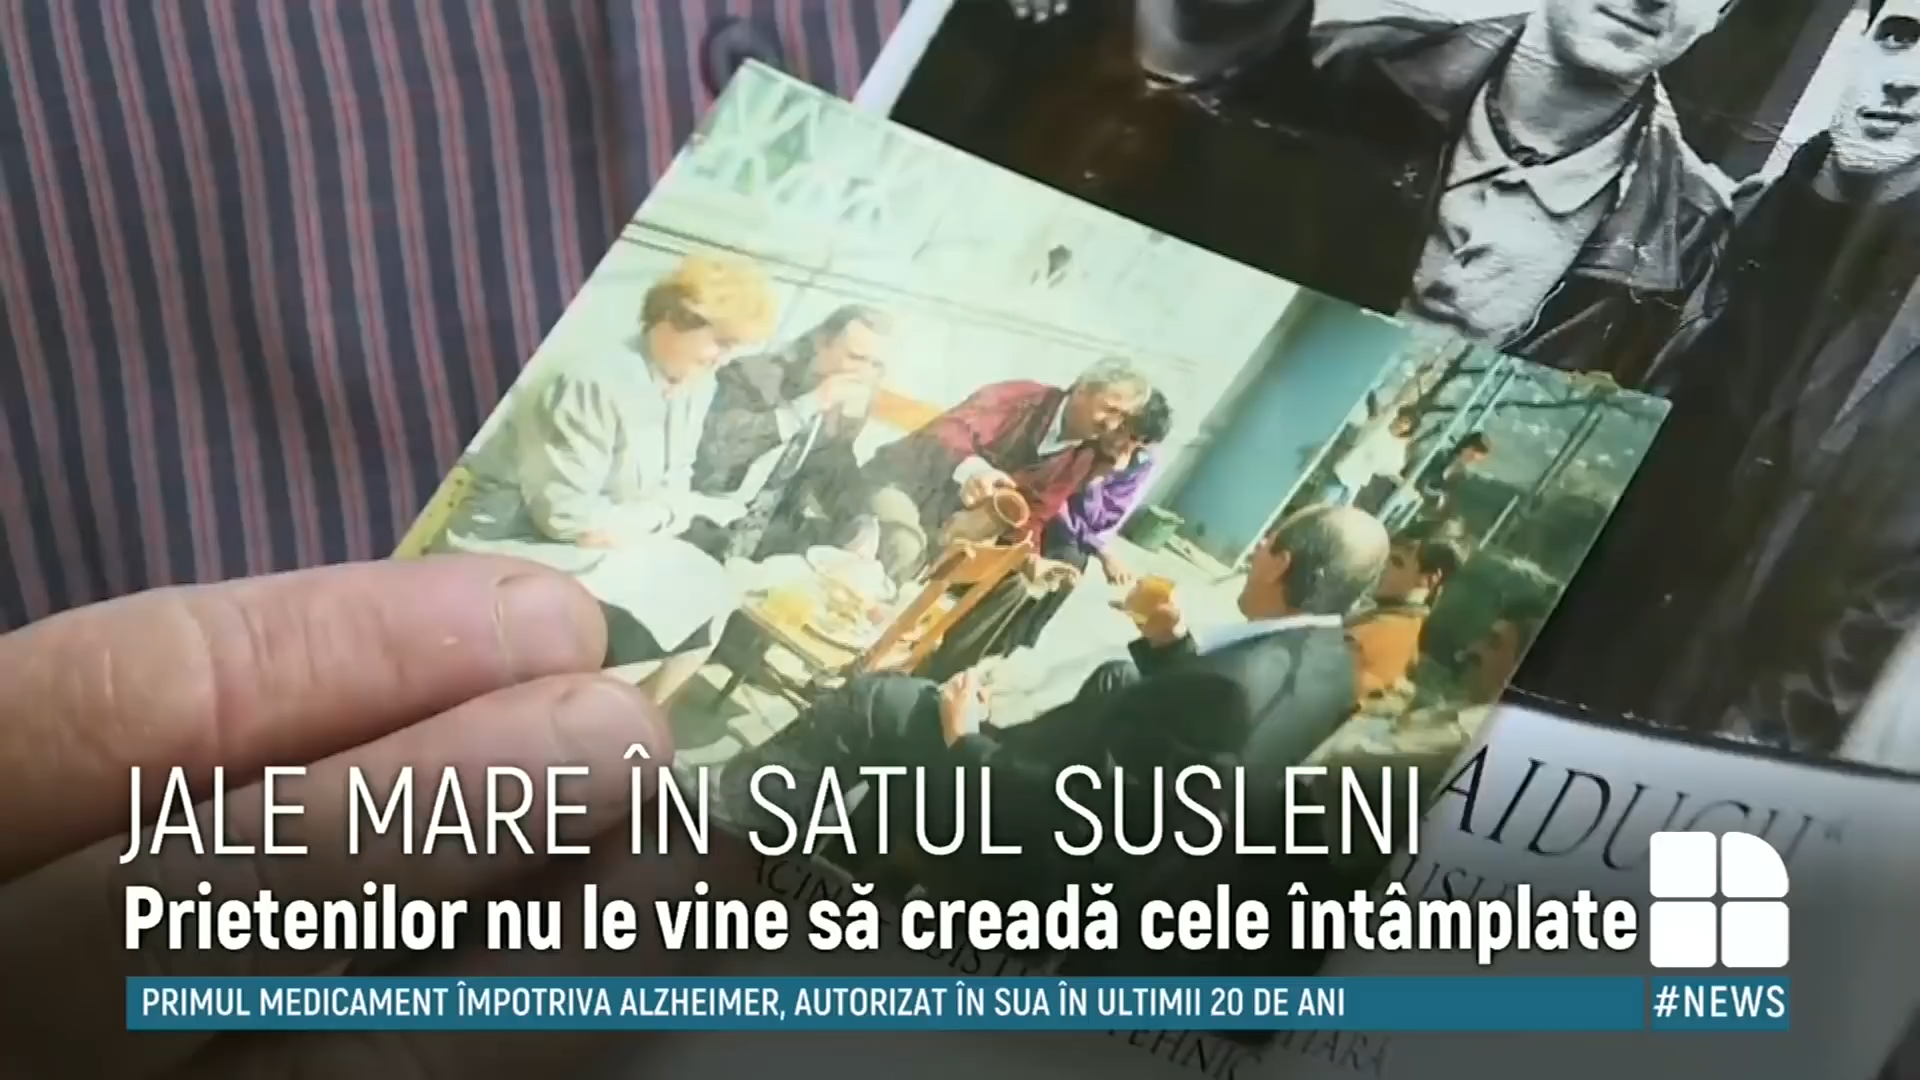 JALE MARE ÎN SATUL SUSLENI
Prietenilor nu le vine să creadă cele întâmplate
PRIMUL MEDICAMENT ÎMPOTRIVA ALZHEIMER, AUTORIZAT ÎN SUA ÎN ULTIMII 20 DE ANI
#NEWS